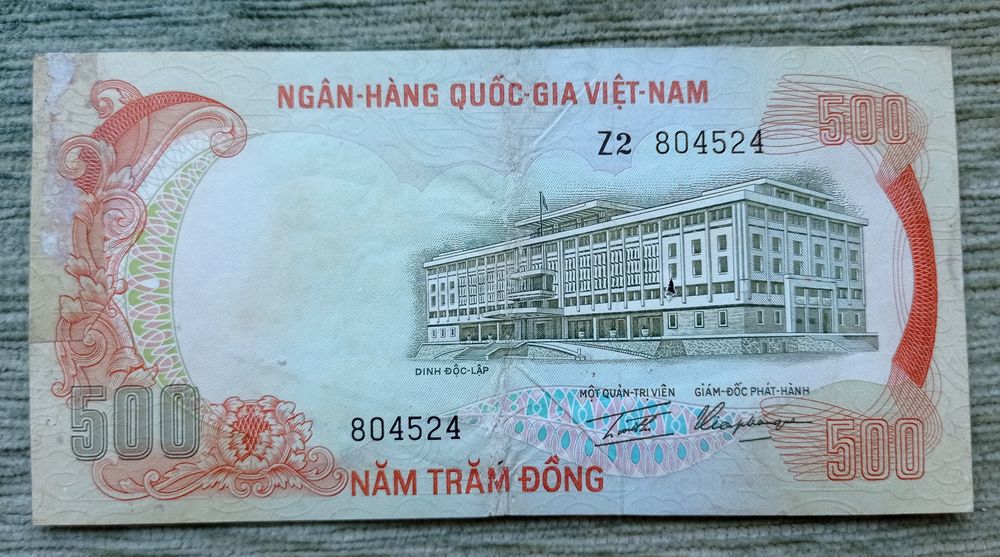 NGÂN-HÀNG QUỐC-GIA VIỆT-NAM
500
Z2 804524
DINH ĐỘC-LẬP
MỘT QUẢN-TRỊ VIÊN GIÁM-ĐỐC PHÁT-HÀNH
500
804524
500
NĂM TRĂM ĐỒNG